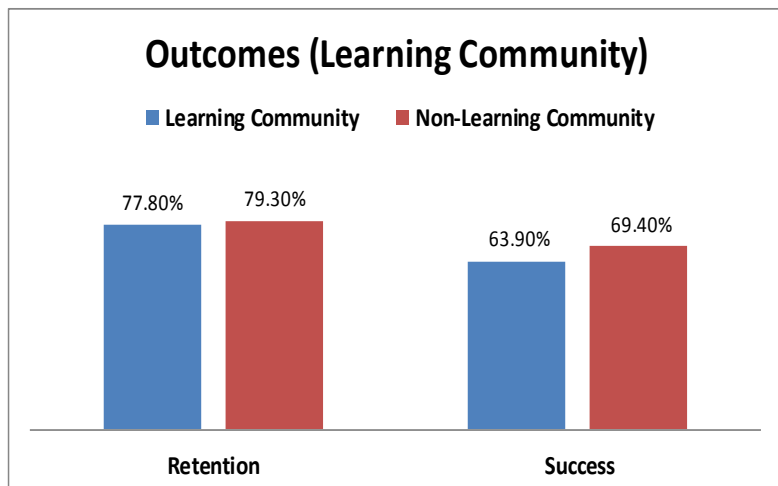 Outcomes (Learning Community)
Learning Community Non-Learning Community
77.80% 79.30% 63.90% 69.40%
Retention Success